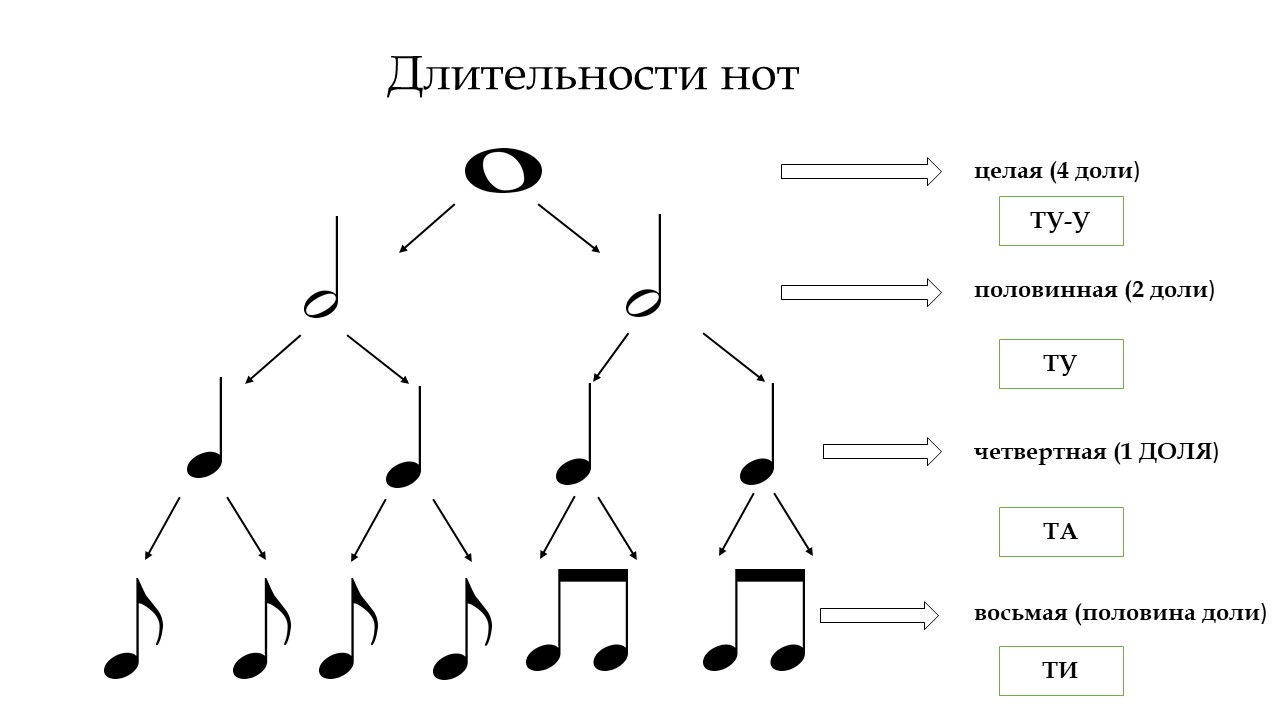 Длительности нот
целая (4 доли)
ТУ-У
половинная (2 доли)
ТУ
четвертная (1 ДОЛЯ)
ТА
восьмая (половина доли)
ТИ